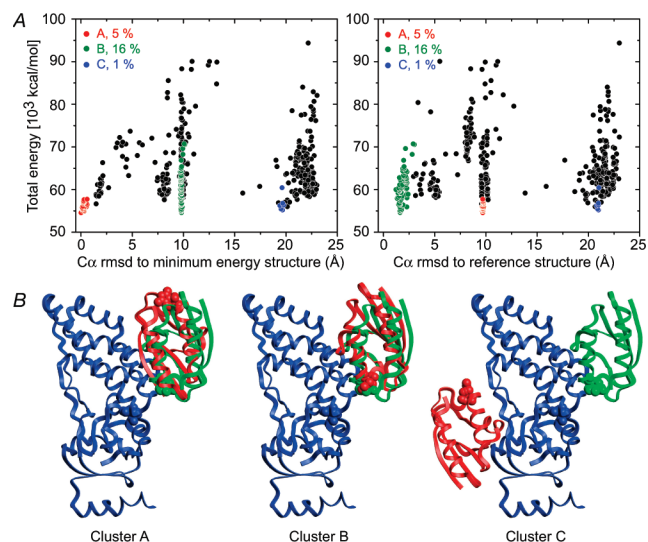 A
A, 5 %
B, 16 %
C, 1 %
A, 5 %
B, 16 %
C, 1 %
Total energy [10³ kcal/mol]
100
90
80
70
60
50
0 5 10 15 20 25
Cα rmsd to minimum energy structure (Å)
100
90
80
70
60
50
0 5 10 15 20 25
Cα rmsd to reference structure (Å)
B
Cluster A
Cluster B
Cluster C